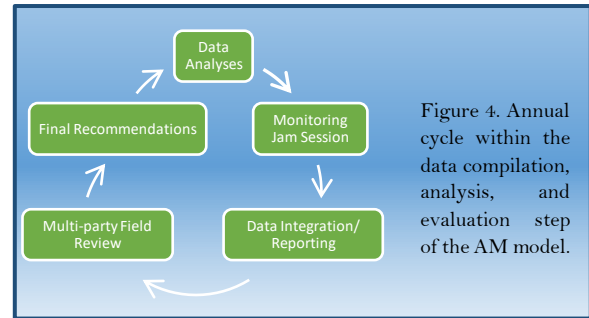 Data
Analyses
Monitoring
Jam Session
Data Integration/
Reporting
Multi-party Field
Review
Final Recommendations
Figure 4. Annual
cycle within the
data compilation,
analysis, and
evaluation step
of the AM model.